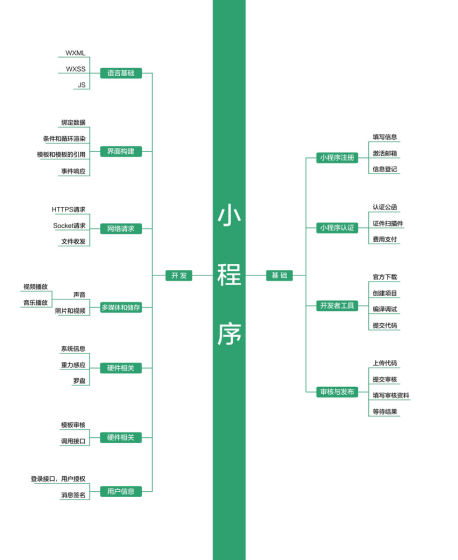 小程序
开发
语言基础
WXML
WXSS
JS
界面构建
绑定数据
条件和循环渲染
模板和模板的引用
事件响应
网络请求
HTTPS请求
Socket请求
文件收发
多媒体和储存
声音
视频播放
音乐播放
照片和视频
硬件相关
系统信息
重力感应
罗盘
硬件相关
模板审核
调用接口
用户信息
登录接口，用户授权
消息签名
基础
小程序注册
填写信息
激活邮箱
信息登记
小程序认证
认证公函
证件扫描件
费用支付
开发者工具
官方下载
创建项目
编译调试
提交代码
审核与发布
上传代码
提交审核
填写审核资料
等待结果